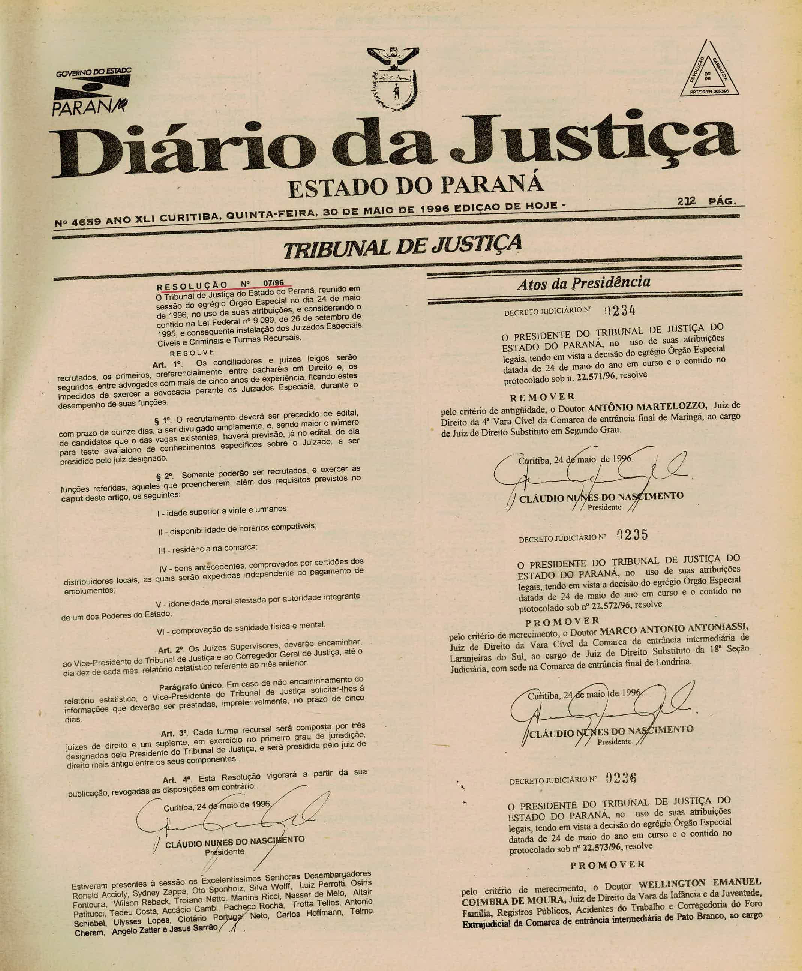 GOVERNO DO ESTADO
PARANÁ
Diário da Justiça
ESTADO DO PARANÁ
Nº 4659 ANO XLI CURITIBA, QUINTA-FEIRA, 30 DE MAIO DE 1996 EDIÇAO DE HOJE - 212 PÁG.
TRIBUNAL DE JUSTIÇA
RESOLUÇÃO Nº 07/96
O Tribunal de Justiça do Estado do Paraná, reunido em
sessão do egrégio Órgão Especial no dia 24 de maio
de 1996, no uso de suas atribuições, e considerando o
contido na Lei Federal nº 9.099, de 26 de setembro de
1995, e consequente instalação dos Juizados Especiais
Cíveis e Criminais e Turmas Recursais,
RESOLVE
Art. 1º. Os conciliadores e juízes leigos serão
recrutados, os primeiros, preferencialmente entre bacharéis em Direito e, os
segundos, entre advogados com mais de cinco anos de experiência, ficando estes
impedidos de exercer a advocacia perante os Juizados Especiais, durante o
desempenho de suas funções.
§ 1º. O recrutamento deverá ser precedido de edital,
com prazo de quinze dias, a ser divulgado amplamente, e, sendo maior o número
de candidatos que o das vagas existentes, haverá previsão, já no edital, de dia
para teste avaliatório de conhecimentos específicos sobre o Juizado, a ser
presidido pelo juiz designado.
§ 2º. Somente poderão ser recrutados, e exercer as
funções referidas, aqueles que preencherem além dos requisitos previstos no
caput deste artigo, os seguintes:
I - idade superior a vinte e um anos;
II - disponibilidade de horários compatíveis;
III - residência na comarca;
IV - bons antecedentes, comprovados por certidões dos
distribuidores locais, as quais serão expedidas independente do pagamento de
emolumentos;
V - idoneidade moral atestada por autoridade integrante
de um dos Poderes do Estado;
VI - comprovação de sanidade física e mental.
Art. 2º. Os Juízes Supervisores, deverão encaminhar,
ao Vice-Presidente do Tribunal de Justiça e ao Corregedor Geral de Justiça, até o
dia dez de cada mês, relatório estatístico referente ao mês anterior.
Parágrafo único. Em caso de não encaminhamento do
relatório estatístico, o Vice-Presidente do Tribunal de Justiça solicitar-lhes-á
informações que deverão ser prestadas, impreterivelmente, no prazo de cinco
dias.
Art. 3º. Cada turma recursal será composta por três
juízes de direito e um suplente, em exercício no primeiro grau de jurisdição,
designados pelo Presidente do Tribunal de Justiça, e será presidido pelo juiz de
direito mais antigo entre os seus componentes.
Art. 4º. Esta Resolução vigorará a partir da sua
publicação, revogadas as disposições em contrário.
Curitiba, 24 de maio de 1996.
CLÁUDIO NUNES DO NASCIMENTO
Presidente
Estiveram presentes à sessão os Excelentíssimos Senhores Desembargadores
Ronald Accioly, Sydney Zappa, Oto Sponholz, Silva Wolff, Luiz Perrotti, Osiris
Fontoura, Wilson Reback, Troiano Netto, Martins Ricci, Nasser de Melo, Altair
Patitucci, Tadeu Costa, Accácio Cambi, Pacheco Rocha, Trotta Telles, Antonio
Schiebel, Ulysses Lopes, Clotário Portugal Neto, Carlos Hoffmann, Telmo
Cherem, Angelo Zattar e Jesus Sarrão
Atos da Presidência
DECRETO JUDICIÁRIO Nº 0234
O PRESIDENTE DO TRIBUNAL DE JUSTIÇA DO
ESTADO DO PARANÁ, no uso de suas atribuições
legais, tendo em vista a decisão do egrégio Órgão Especial
datada de 24 de maio do ano em curso e o contido no
protocolado sob n. 22.571/96, resolve
REMOVER
pelo critério de antigüidade, o Doutor ANTÔNIO MARTELOZZO, Juiz de
Direito da 4ª Vara Cível da Comarca de entrância final de Maringá, ao cargo
de Juiz de Direito Substituto em Segundo Grau.
Curitiba, 24 de maio de 1996
CLÁUDIO NUNES DO NASCIMENTO
Presidente
DECRETO JUDICIÁRIO Nº 0235
O PRESIDENTE DO TRIBUNAL DE JUSTIÇA DO
ESTADO DO PARANÁ, no uso de suas atribuições
legais, tendo em vista a decisão do egrégio Órgão Especial
datada de 24 de maio do ano em curso e o contido no
protocolado sob nº 22.572/96, resolve
PROMOVER
pelo critério de merecimento, o Doutor MARCO ANTONIO ANTONIASSI,
Juiz de Direito da Vara Cível da Comarca de entrância intermediária de
Laranjeiras do Sul, ao cargo de Juiz de Direito Substituto da 18ª Seção
Judiciária, com sede na Comarca de entrância final de Londrina.
Curitiba, 24 de maio de 1996
CLÁUDIO NUNES DO NASCIMENTO
Presidente
DECRETO JUDICIÁRIO Nº 0236
O PRESIDENTE DO TRIBUNAL DE JUSTIÇA DO
ESTADO DO PARANÁ, no uso de suas atribuições
legais, tendo em vista a decisão do egrégio Órgão Especial
datada de 24 de maio do ano em curso e o contido no
protocolado sob nº 22.573/96, resolve
PROMOVER
pelo critério de merecimento, o Doutor WELLINGTON EMANUEL
COIMBRA DE MOURA, Juiz de Direito da Vara da Infância e da Juventude,
Família, Registros Públicos, Acidentes do Trabalho e Corregedoria do Foro
Extrajudicial da Comarca de entrância intermediária de Pato Branco, ao cargo